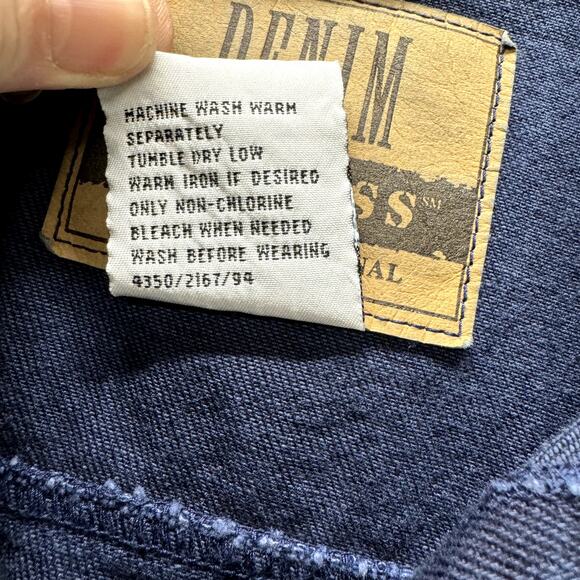 DENIM
MACHINE WASH WARM
SEPARATELY
TUMBLE DRY LOW
WARM IRON IF DESIRED
ONLY NON-CHLORINE
BLEACH WHEN NEEDED
WASH BEFORE WEARING
4350/2167/94
SS SM